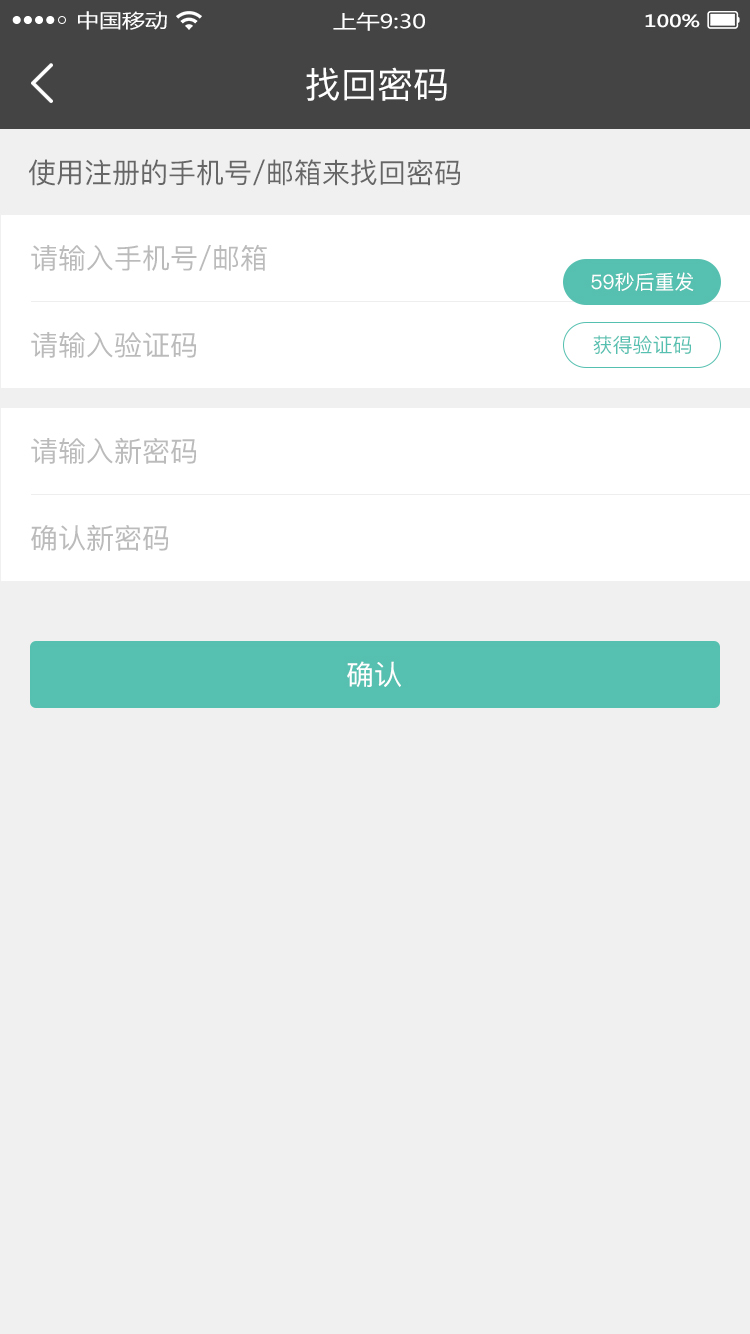 中国移动 上午9:30 100%
找回密码
使用注册的手机号/邮箱来找回密码
请输入手机号/邮箱
59秒后重发
请输入验证码 获得验证码
请输入新密码
确认新密码
确认